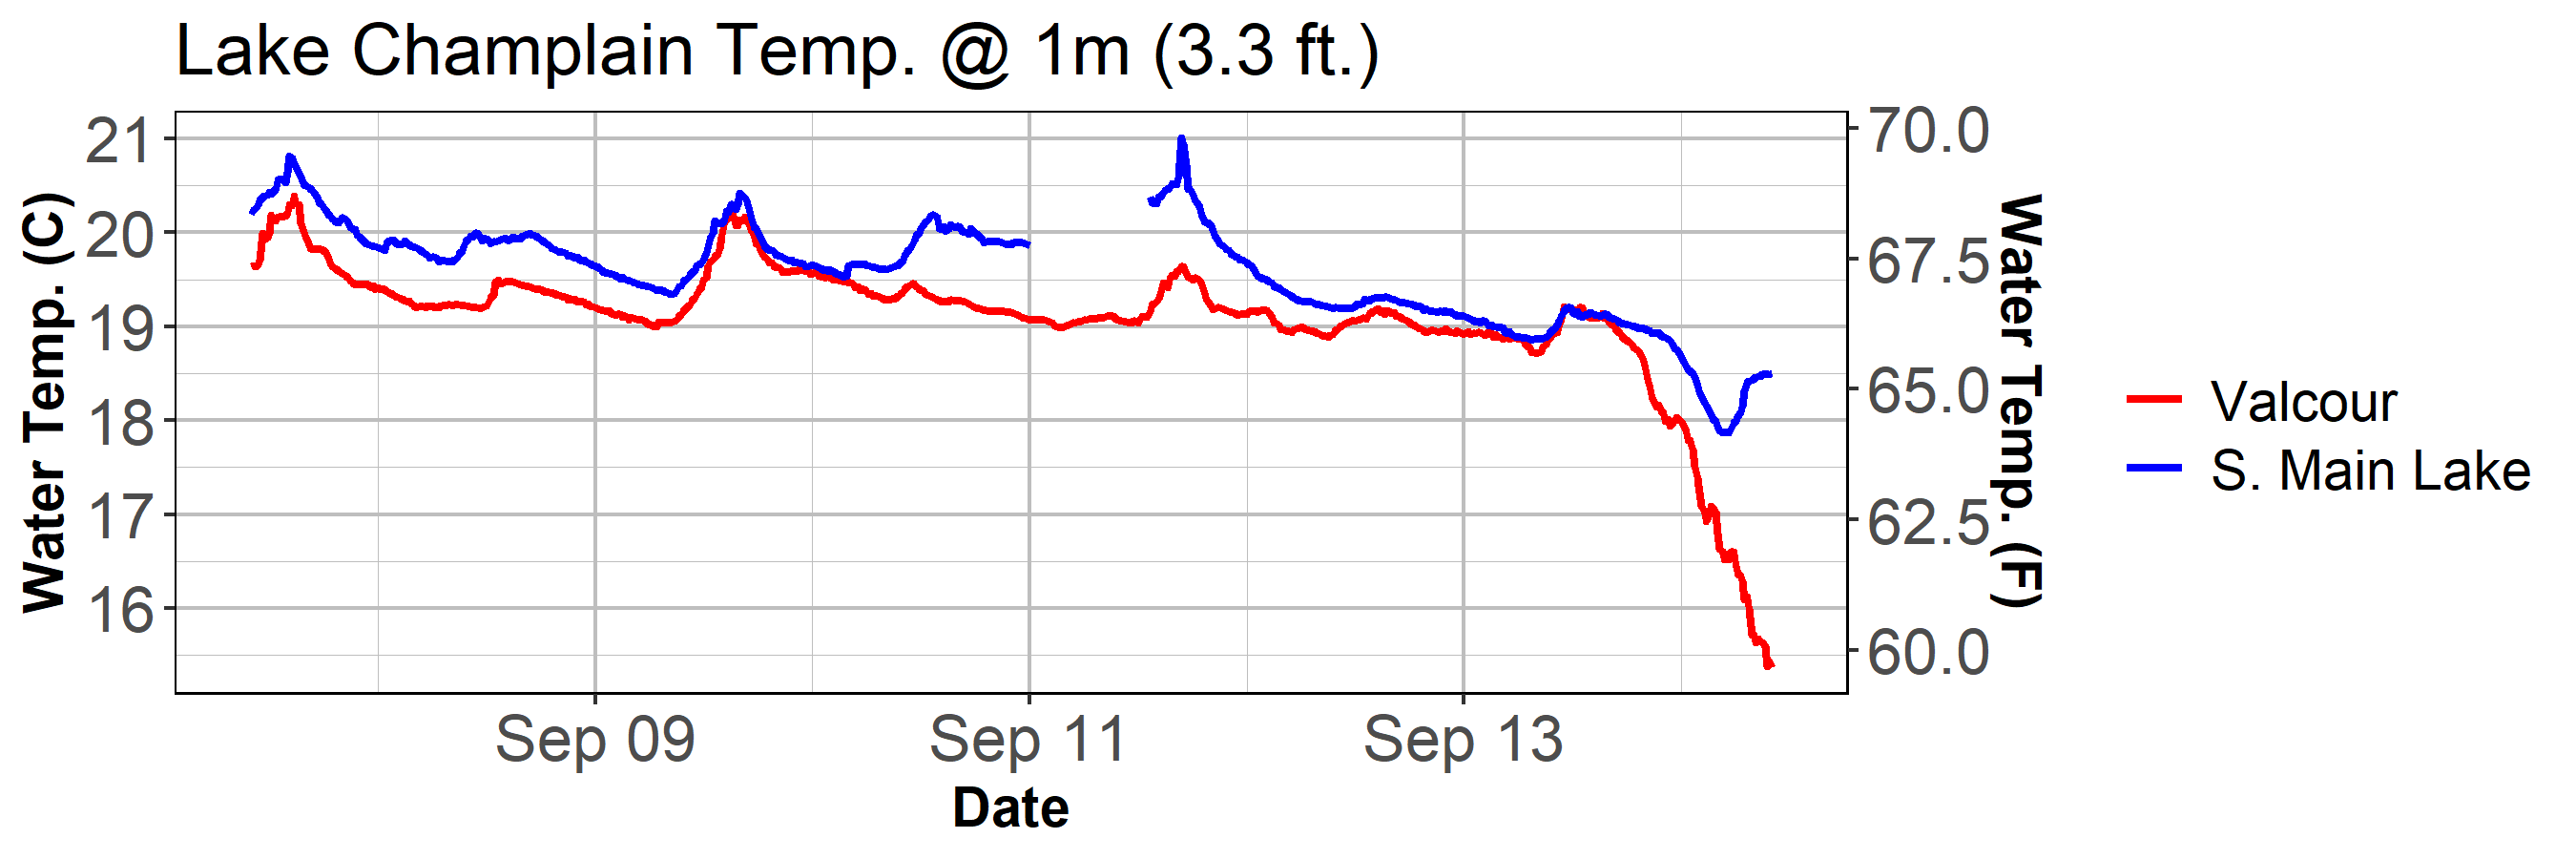 Lake Champlain Temp. @ 1m (3.3 ft.)
Water Temp. (C)
21
20
19
18
17
16
70.0
67.5
65.0
62.5
60.0
Water Temp. (F)
Sep 09
Sep 11
Sep 13
Date
Valcour
S. Main Lake